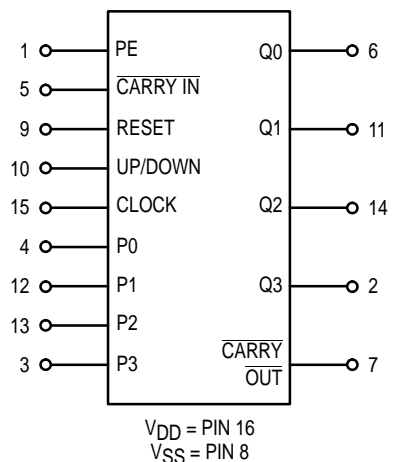 1 PE Q0 6
5 CARRY IN
9 RESET Q1 11
10 UP/DOWN
15 CLOCK Q2 14
4 P0
12 P1 Q3 2
13 P2
CARRY
3 P3 OUT 7
VDD = PIN 16
VSS = PIN 8